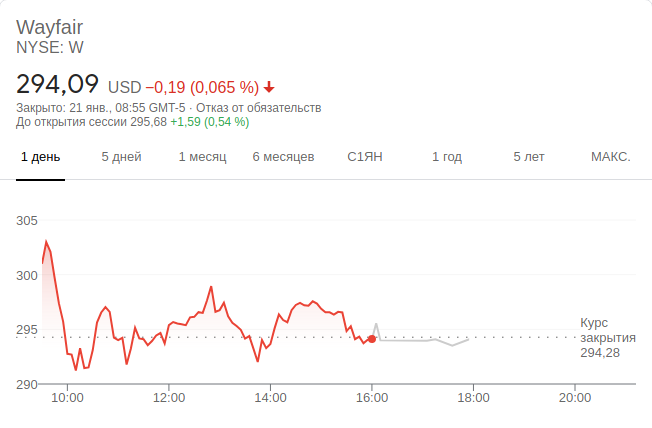 Wayfair
NYSE: W
294,09 USD −0,19 (0,065 %)
Закрыто: 21 янв., 08:55 GMT-5 · Отказ от обязательств
До открытия сессии 295,68 +1,59 (0,54 %)
1 день 5 дней 1 месяц 6 месяцев С1ЯН 1 год 5 лет МАКС.
305
300
295
290
Курс
закрытия
294,28
10:00 12:00 14:00 16:00 18:00 20:00